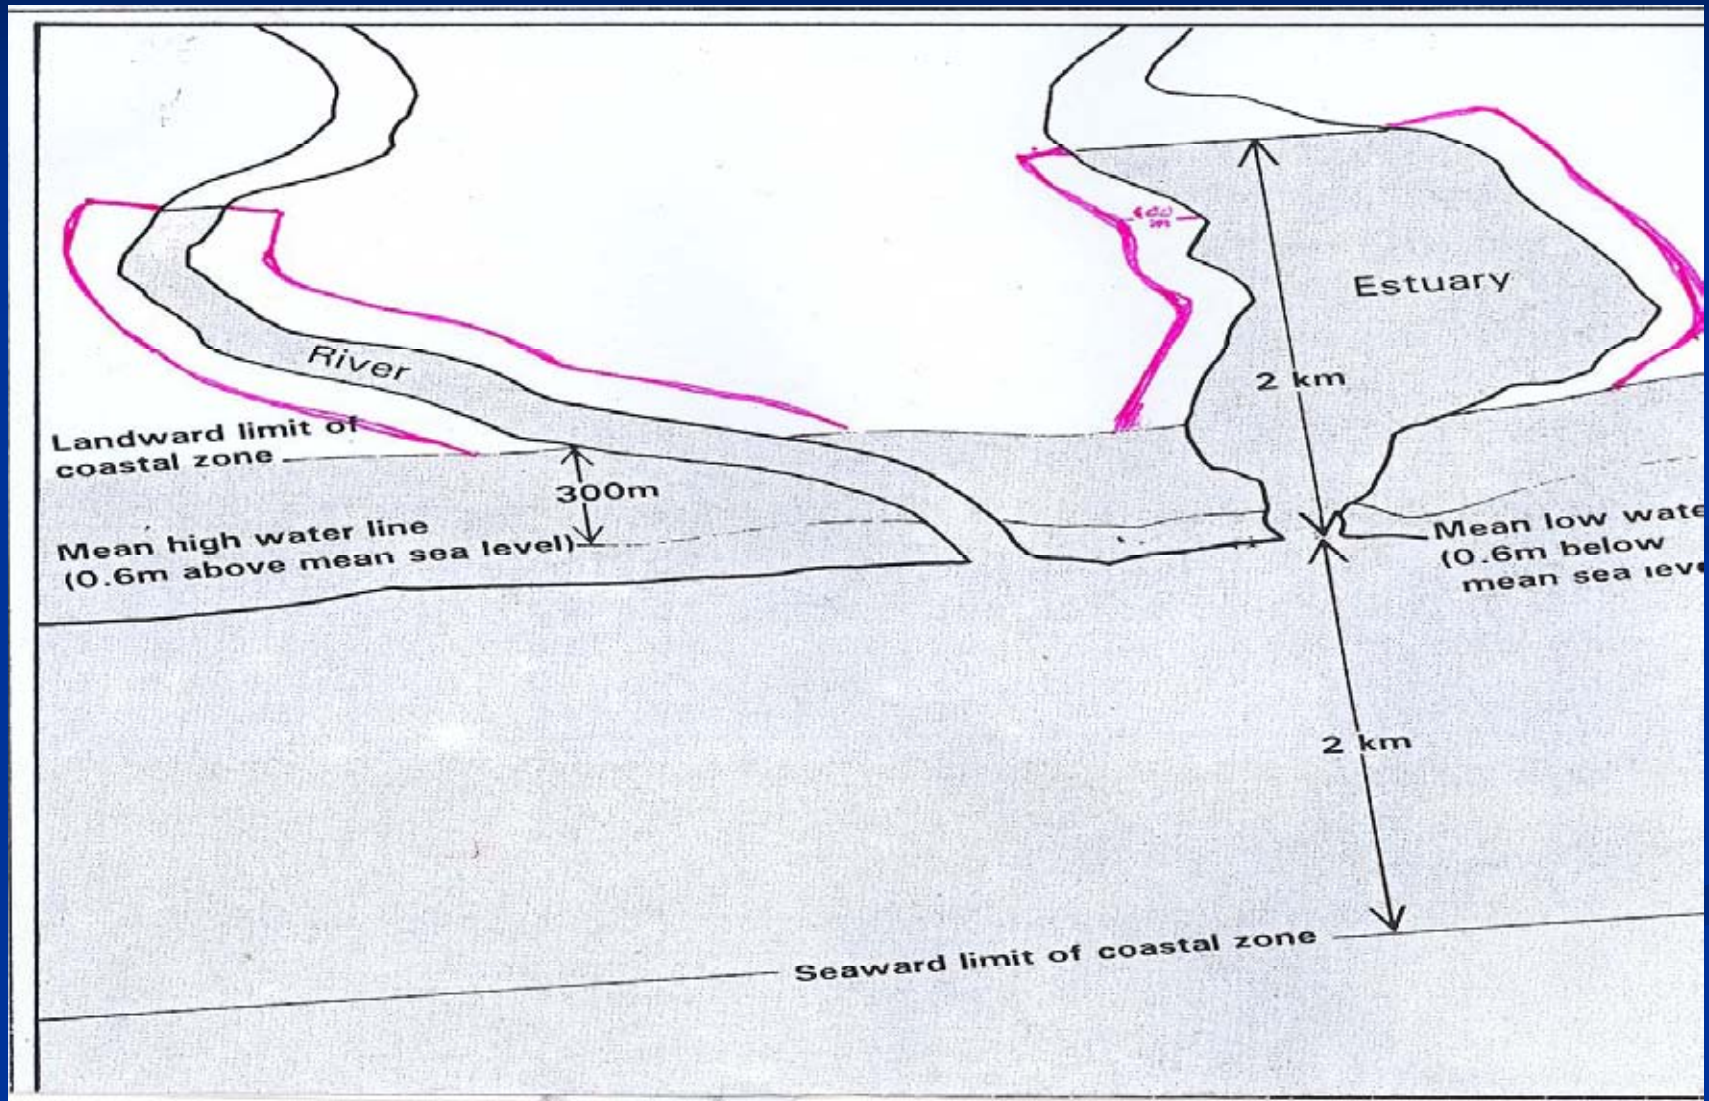 Estuary
2 km
River
Landward limit of
coastal zone
300m
Mean high water line
(0.6m above mean sea level)
Mean low wate
(0.6m below
mean sea leve
2 km
Seaward limit of coastal zone